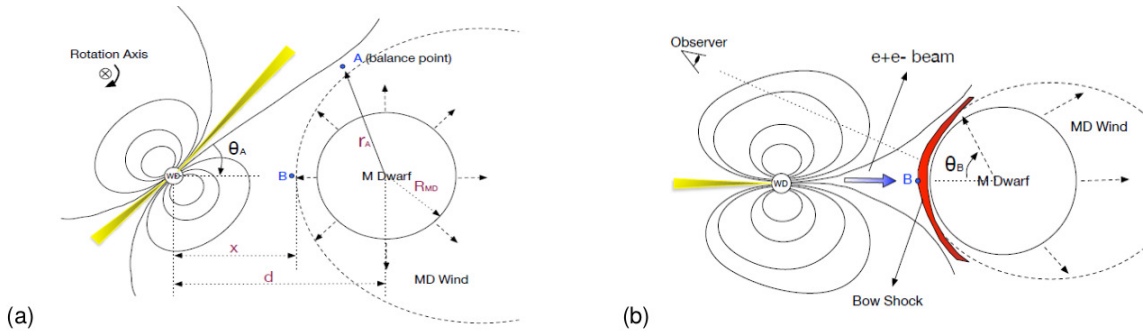 Rotation Axis
A (balance point)
θA
rA
WD
B
M Dwarf
RMD
x
d
MD Wind
(a)
Observer
e+e- beam
MD Wind
θB
WD
B
M Dwarf
Bow Shock
(b)